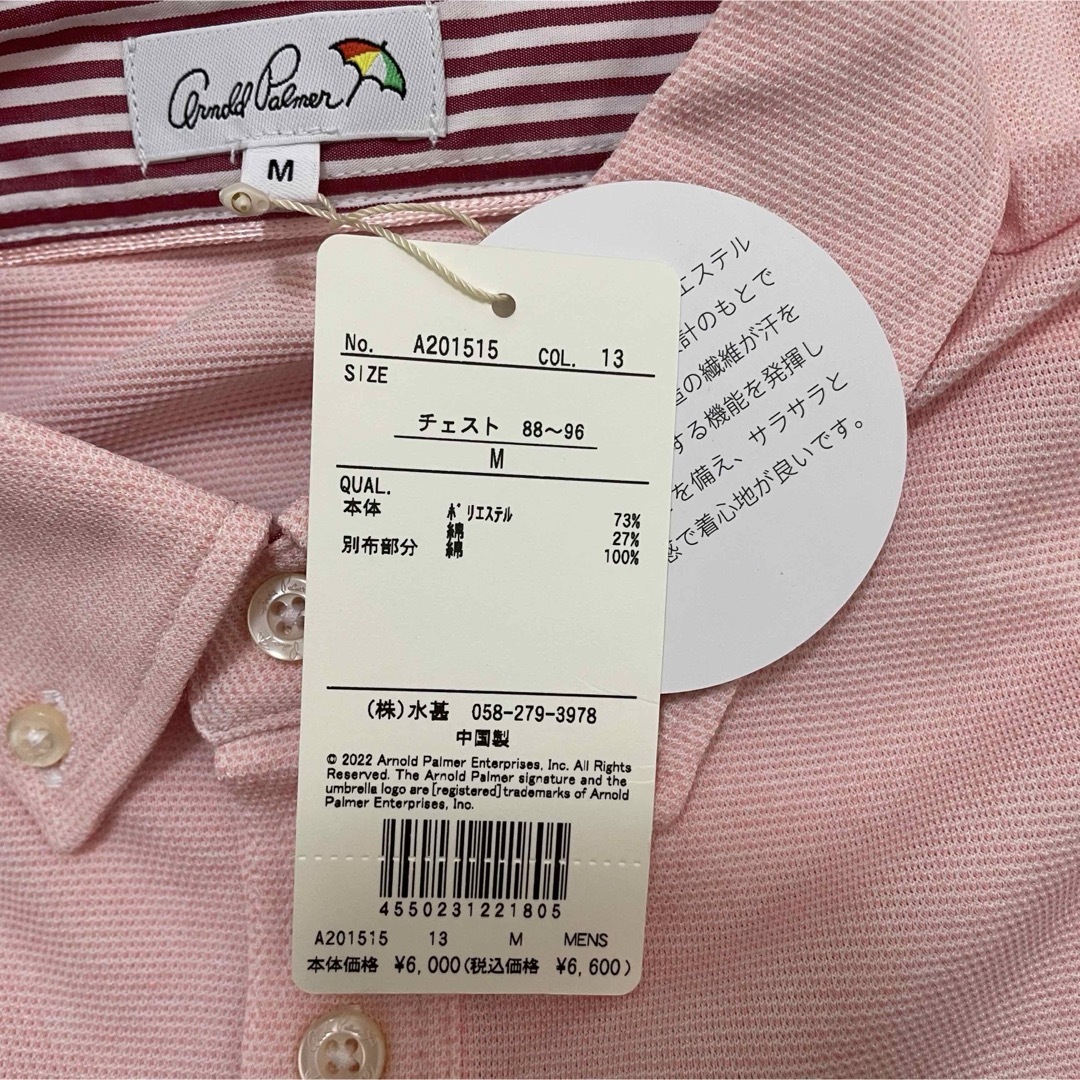 Arnold Palmer
M
No. A201515 COL. 13
SIZE
チェスト 88〜96
M
QUAL.
本体 ポリエステル 73%
綿 27%
別布部分 綿 100%
(株)水甚 058-279-3978
中国製
© 2022 Arnold Palmer Enterprises, Inc. All Rights
Reserved. The Arnold Palmer signature and the
umbrella logo are [registered] trademarks of Arnold
Palmer Enterprises, Inc.
4550231221805
A201515 13 M MENS
本体価格 ¥6,000(税込価格 ¥6,600)
エステル
計のもとで
の繊維が汗を
する機能を発揮し
を備え、サラサラと
で着心地が良いです。